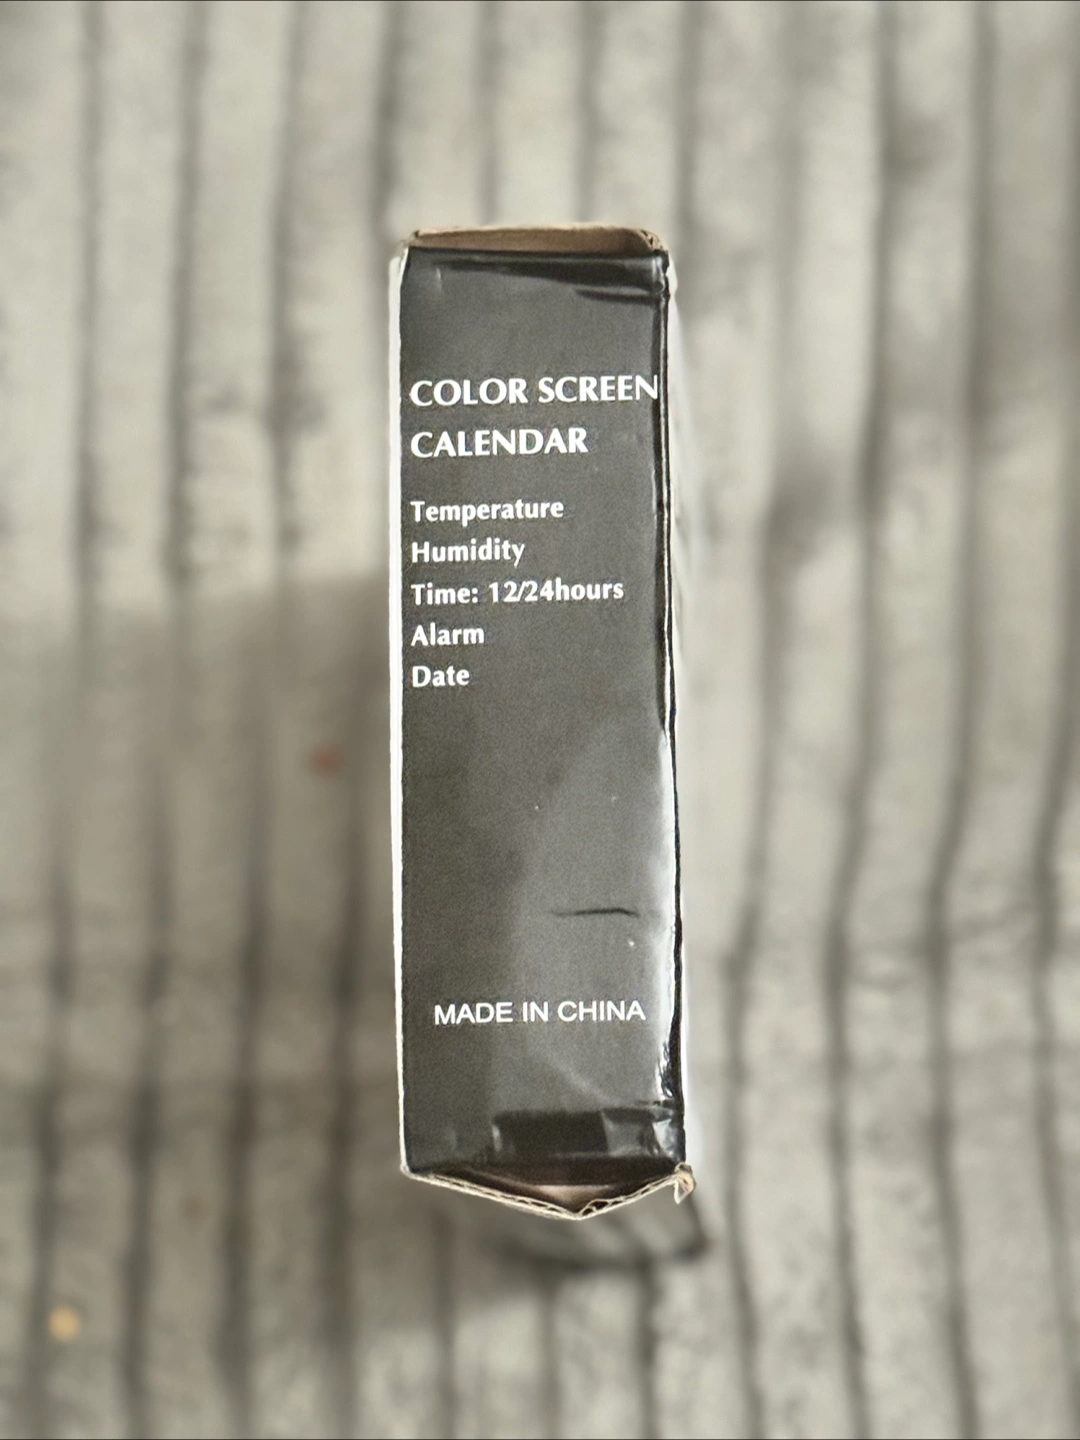 COLOR SCREEN
CALENDAR
Temperature
Humidity
Time: 12/24hours
Alarm
Date
MADE IN CHINA